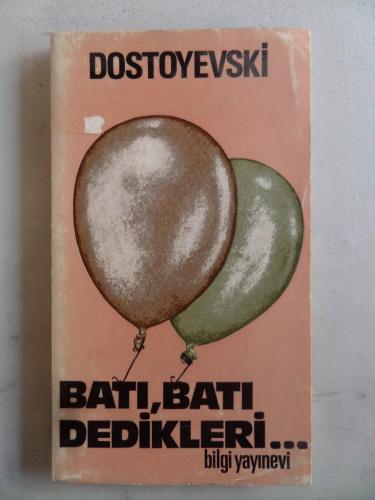 DOSTOYEVSKİ
BATI, BATI
DEDİKLERİ...
bilgi yayınevi